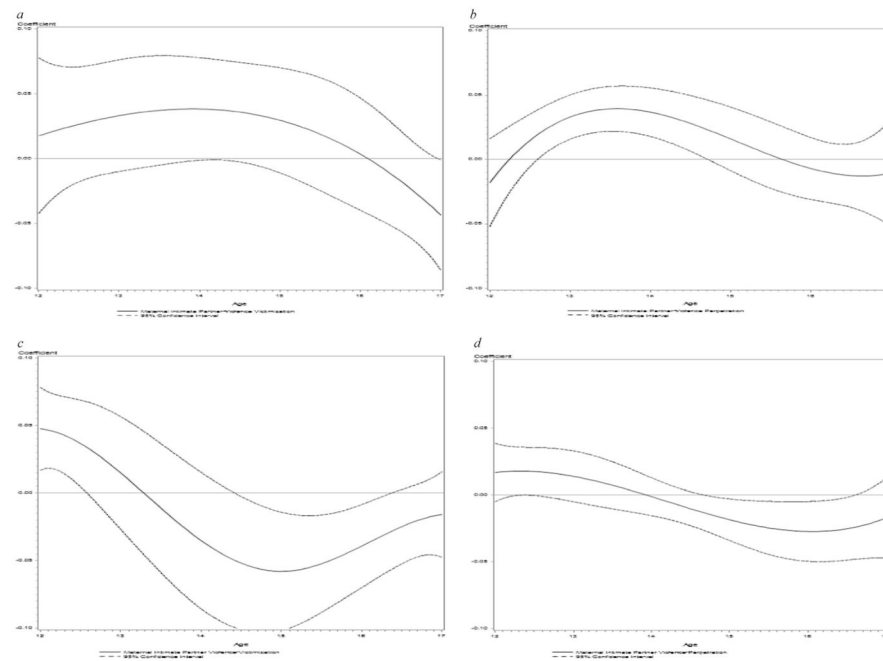 a
Coefficient
0.10
0.05
0.00
-0.05
-0.10
12 13 14 15 16 17
Age
Maternal Intimate Partner Violence Victimization
95% Confidence Interval
b
Coefficient
0.10
0.05
0.00
-0.05
-0.10
12 13 14 15 16
Age
Maternal Intimate Partner Violence Perpetration
95% Confidence Interval
c
Coefficient
0.10
0.05
0.00
-0.05
-0.10
12 13 14 15 16 17
Age
Maternal Intimate Partner Violence Victimization
95% Confidence Interval
d
Coefficient
0.10
0.05
0.00
-0.05
-0.10
12 13 14 15 16
Age
Maternal Intimate Partner Violence Perpetration
95% Confidence Interval